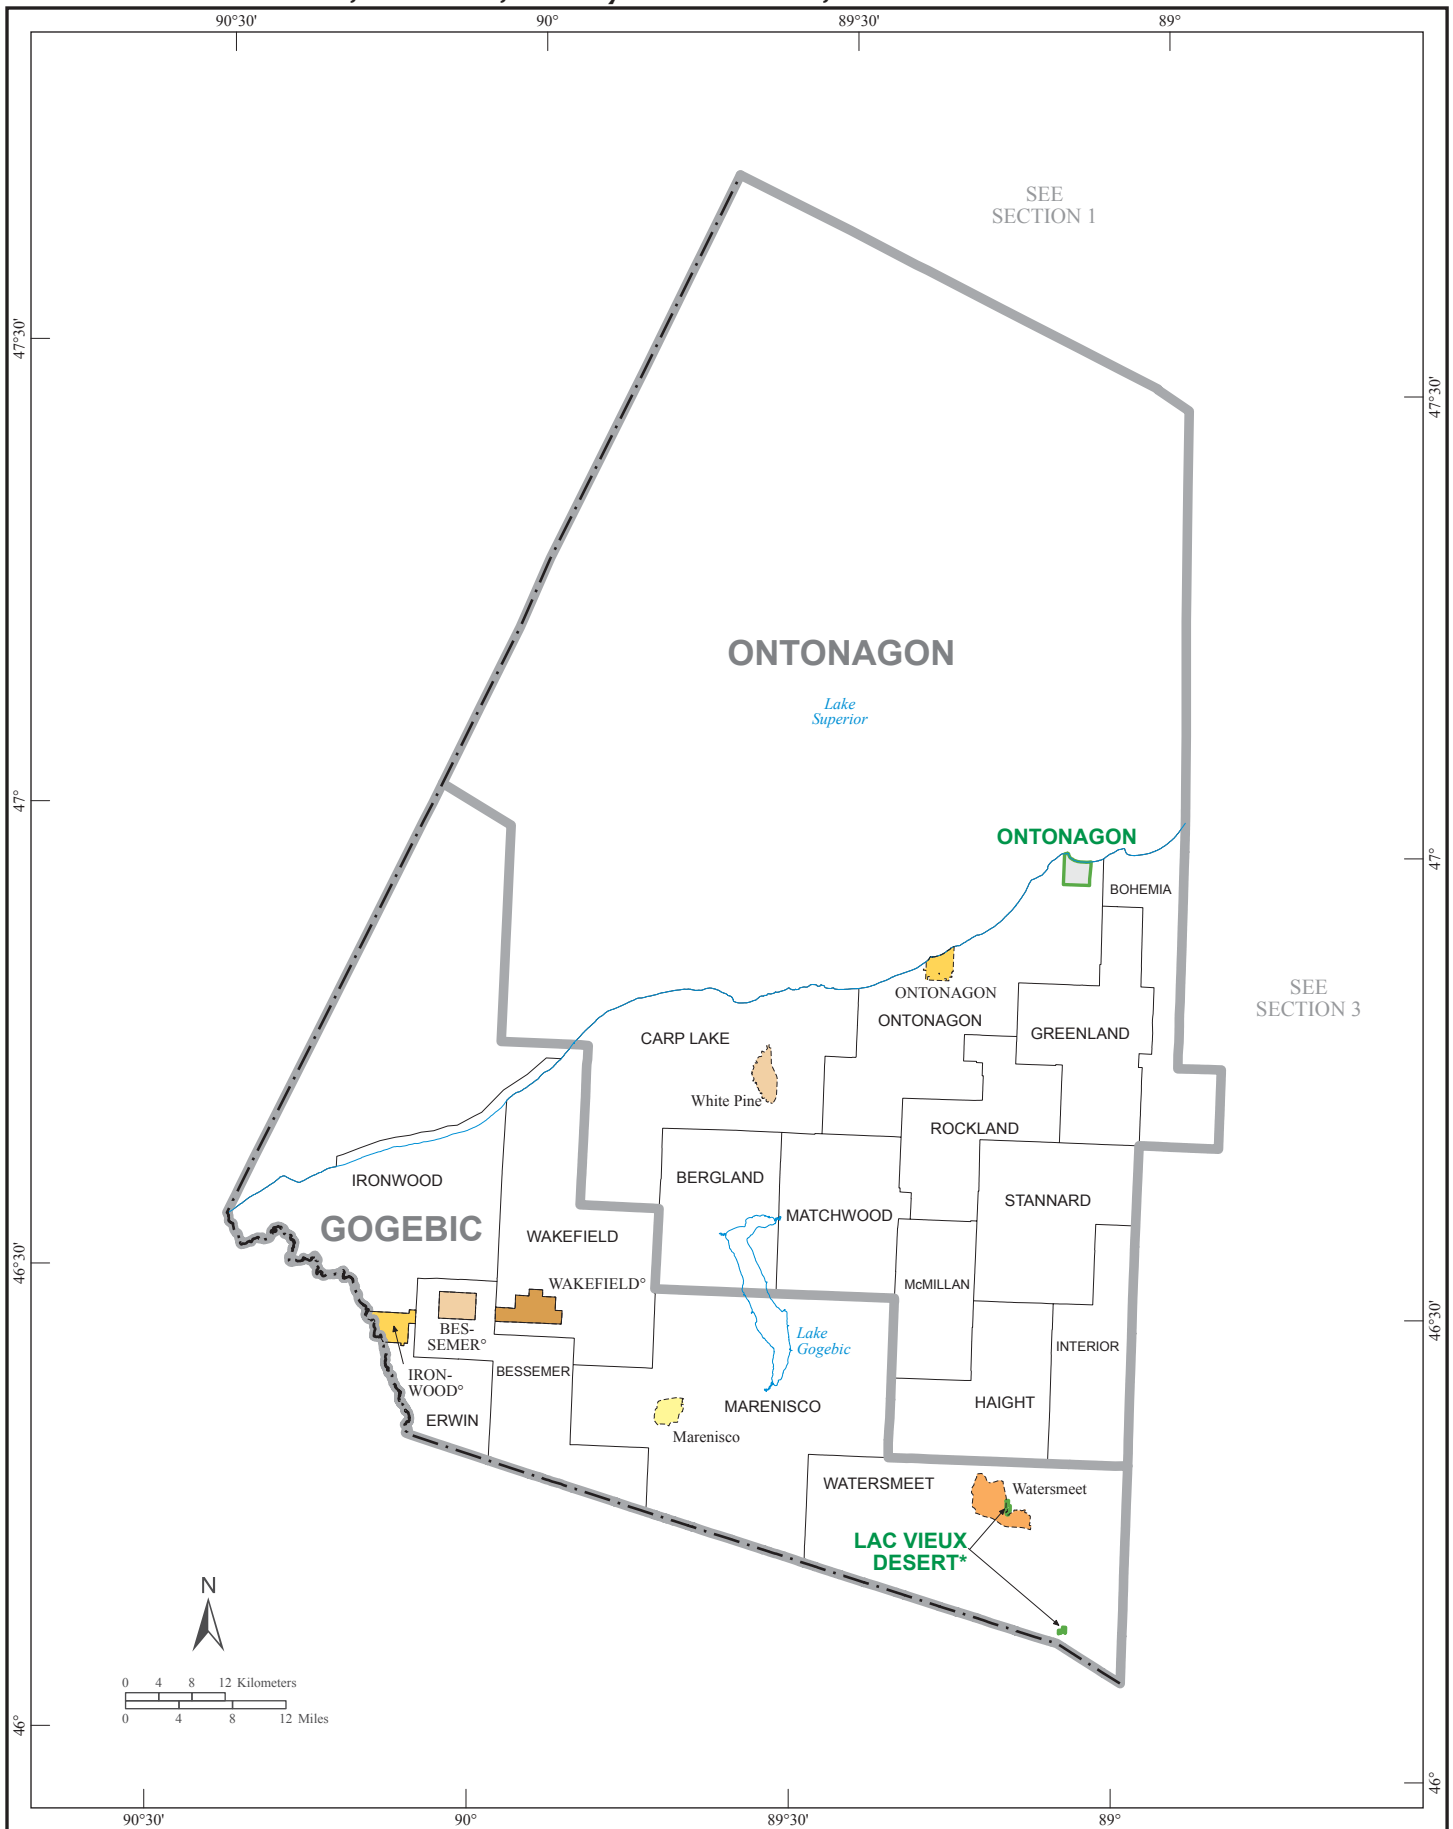 90°30'
90°
89°30'
89°
SEE
SECTION 1
47°30'
47°30'
ONTONAGON
Lake
Superior
47°
47°
ONTONAGON
BOHEMIA
ONTONAGON
SEE
SECTION 3
ONTONAGON
CARP LAKE
GREENLAND
White Pine
ROCKLAND
BERGLAND
IRONWOOD
STANNARD
MATCHWOOD
GOGEBIC
WAKEFIELD
46°30'
46°30'
McMILLAN
WAKEFIELD°
BES-
SEMER°
Lake
Gogebic
INTERIOR
IRON-
WOOD°
BESSEMER
HAIGHT
MARENISCO
ERWIN
Marenisco
WATERSMEET
Watersmeet
LAC VIEUX
DESERT*
N
0 4 8 12 Kilometers
0 4 8 12 Miles
46°
46°
90°30'
90°
89°30'
89°